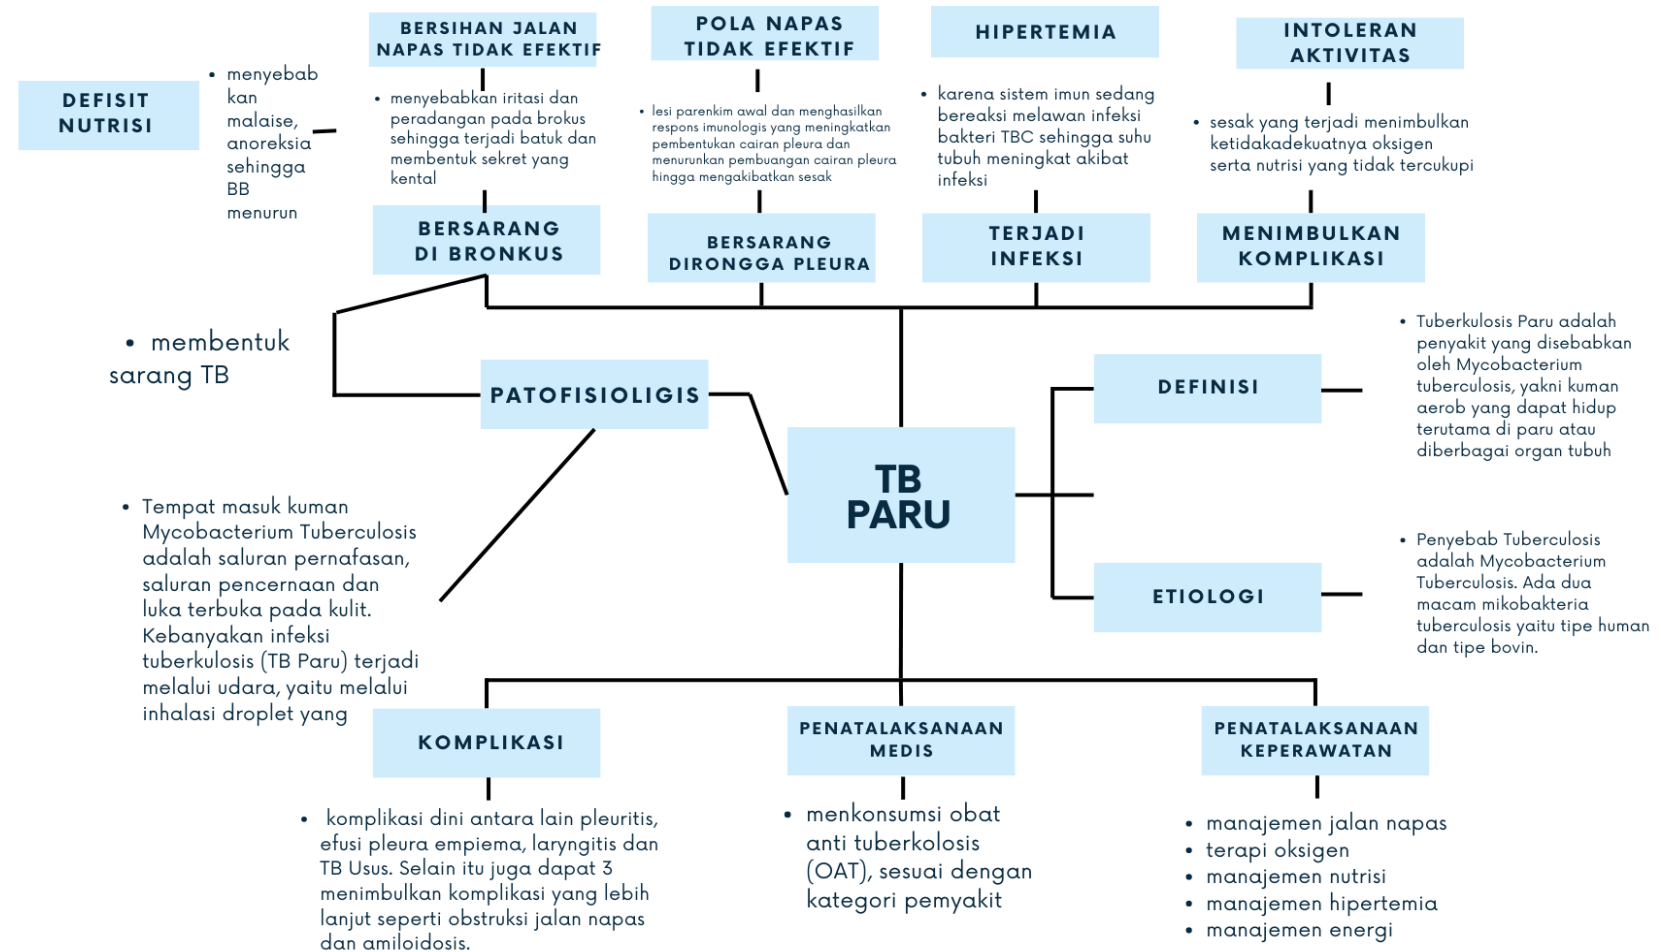 BERSIHAN JALAN
NAPAS TIDAK EFEKTIF
POLA NAPAS
TIDAK EFEKTIF
HIPERTEMIA
INTOLERAN
AKTIVITAS
DEFISIT
NUTRISI
• menyebab
kan
malaise,
anoreksia
sehingga
BB
menurun
• menyebabkan iritasi dan
peradangan pada brokus
sehingga terjadi batuk dan
membentuk sekret yang
kental
• lesi parenkim awal dan menghasilkan
respons imunologis yang meningkatkan
pembentukan cairan pleura dan
menurunkan pembuangan cairan pleura
hingga mengakibatkan sesak
• karena sistem imun sedang
bereaksi melawan infeksi
bakteri TBC sehingga suhu
tubuh meningkat akibat
infeksi
• sesak yang terjadi menimbulkan
ketidakadekuatnya oksigen
serta nutrisi yang tidak tercukupi
BERSARANG
DI BRONKUS
BERSARANG
DIRONGGA PLEURA
TERJADI
INFEKSI
MENIMBULKAN
KOMPLIKASI
• membentuk
sarang TB
PATOFISIOLIGIS
DEFINISI
• Tuberkulosis Paru adalah
penyakit yang disebabkan
oleh Mycobacterium
tuberculosis, yakni kuman
aerob yang dapat hidup
terutama di paru atau
diberbagai organ tubuh
TB
PARU
• Tempat masuk kuman
Mycobacterium Tuberculosis
adalah saluran pernafasan,
saluran pencernaan dan
luka terbuka pada kulit.
Kebanyakan infeksi
tuberkulosis (TB Paru) terjadi
melalui udara, yaitu melalui
inhalasi droplet yang
ETIOLOGI
• Penyebab Tuberculosis
adalah Mycobacterium
Tuberculosis. Ada dua
macam mikobakteria
tuberculosis yaitu tipe human
dan tipe bovin.
KOMPLIKASI
PENATALAKSANAAN
MEDIS
PENATALAKSANAAN
KEPERAWATAN
• komplikasi dini antara lain pleuritis,
efusi pleura empiema, laryngitis dan
TB Usus. Selain itu juga dapat 3
menimbulkan komplikasi yang lebih
lanjut seperti obstruksi jalan napas
dan amiloidosis.
• menkonsumsi obat
anti tuberkolosis
(OAT), sesuai dengan
kategori pemyakit
• manajemen jalan napas
• terapi oksigen
• manajemen nutrisi
• manajemen hipertemia
• manajemen energi